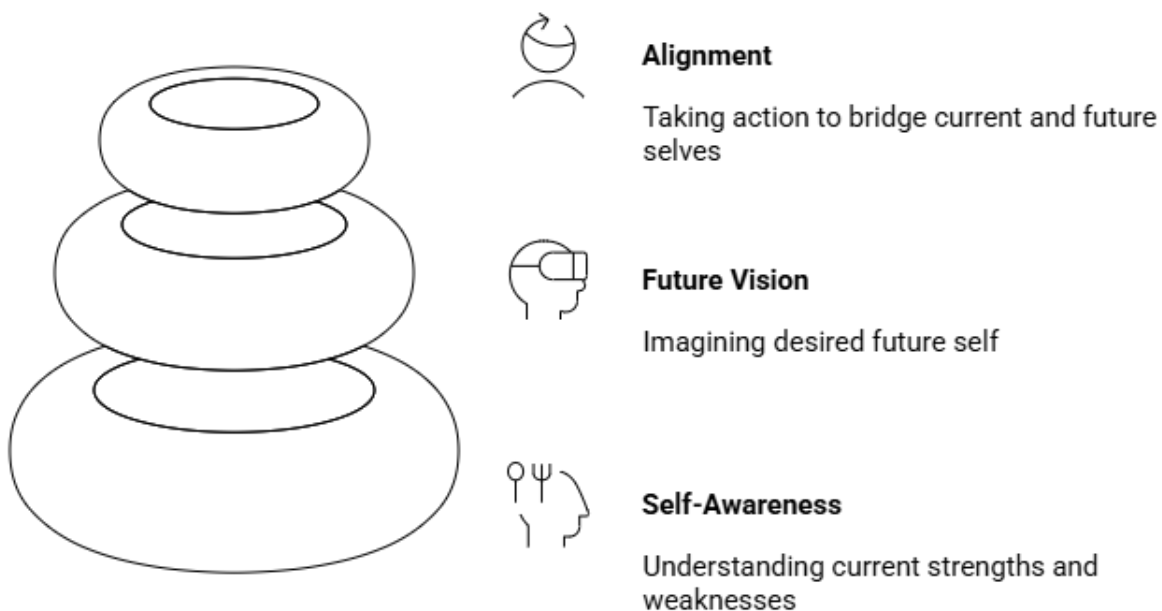 Alignment
Taking action to bridge current and future
selves
Future Vision
Imagining desired future self
Self-Awareness
Understanding current strengths and
weaknesses